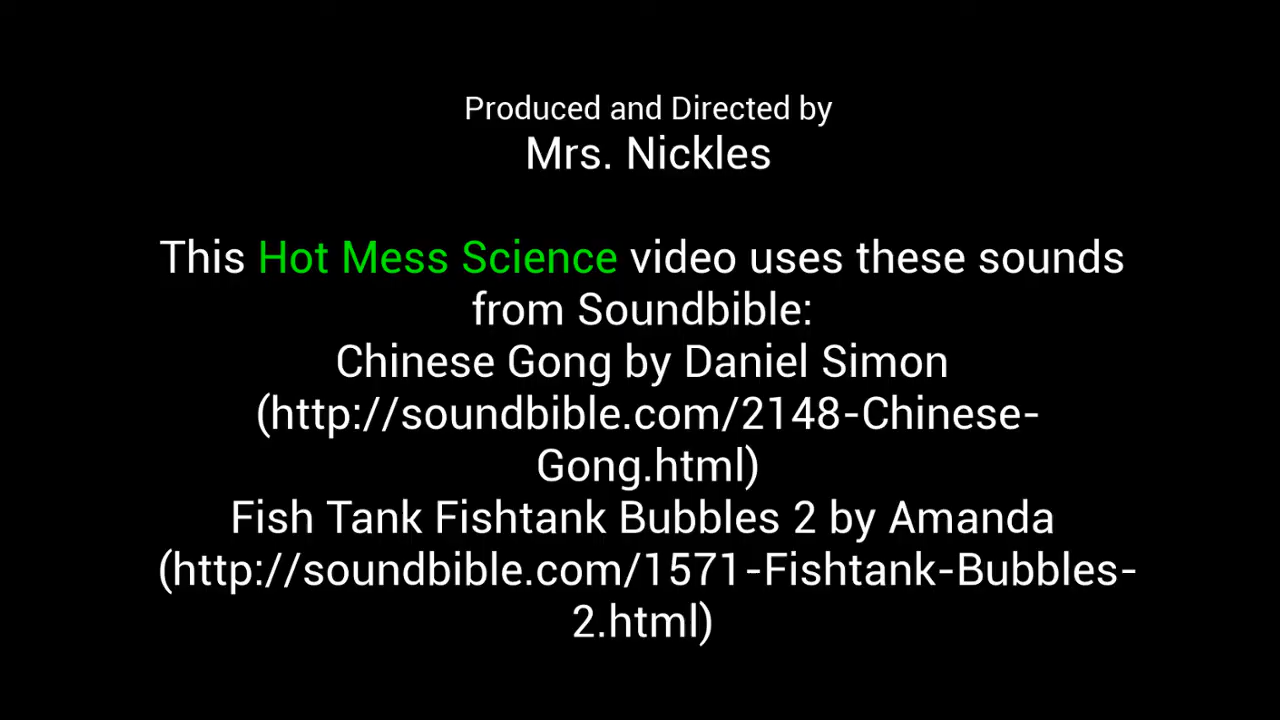 Produced and Directed by
Mrs. Nickles
This Hot Mess Science video uses these sounds
from Soundbible:
Chinese Gong by Daniel Simon
(http://soundbible.com/2148-Chinese-
Gong.html)
Fish Tank Fishtank Bubbles 2 by Amanda
(http://soundbible.com/1571-Fishtank-Bubbles-
2.html)